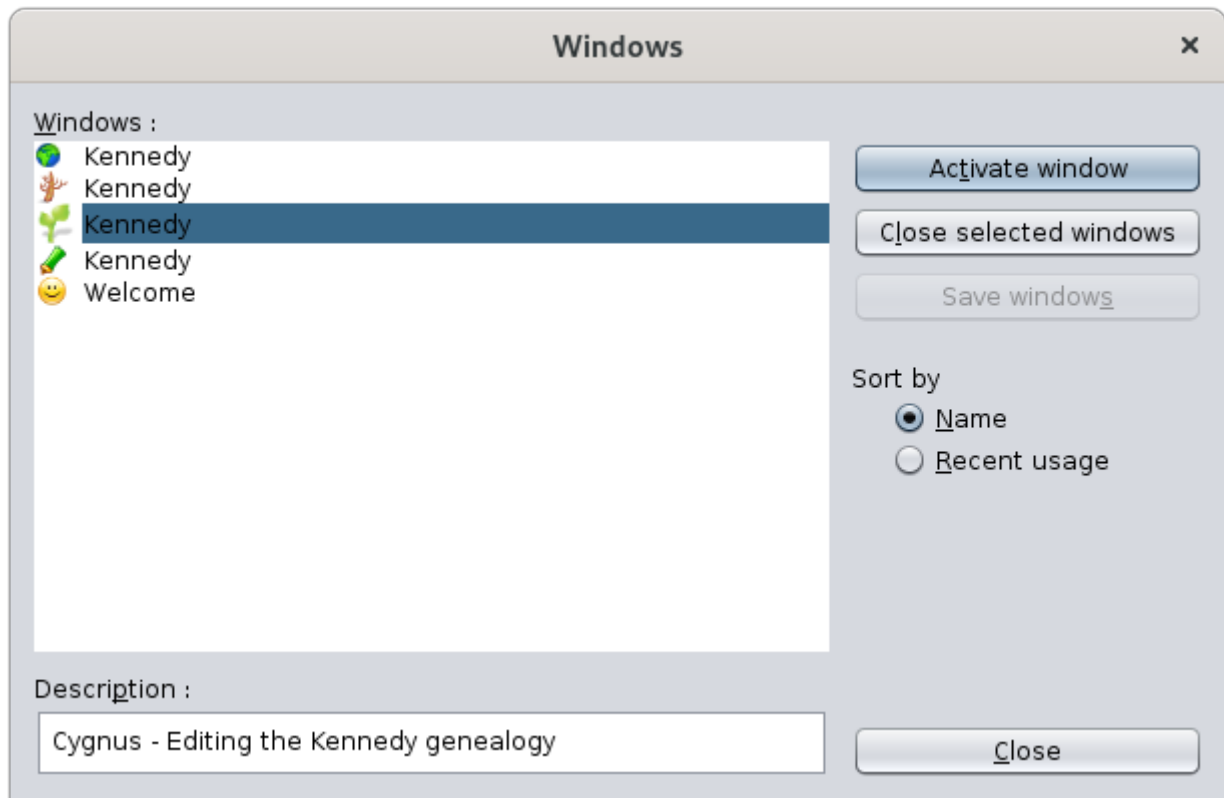 Windows
Windows :
Kennedy
Kennedy
Kennedy
Kennedy
Welcome
Activate window
Close selected windows
Save windows
Sort by
Name
Recent usage
Description :
Cygnus - Editing the Kennedy genealogy
Close